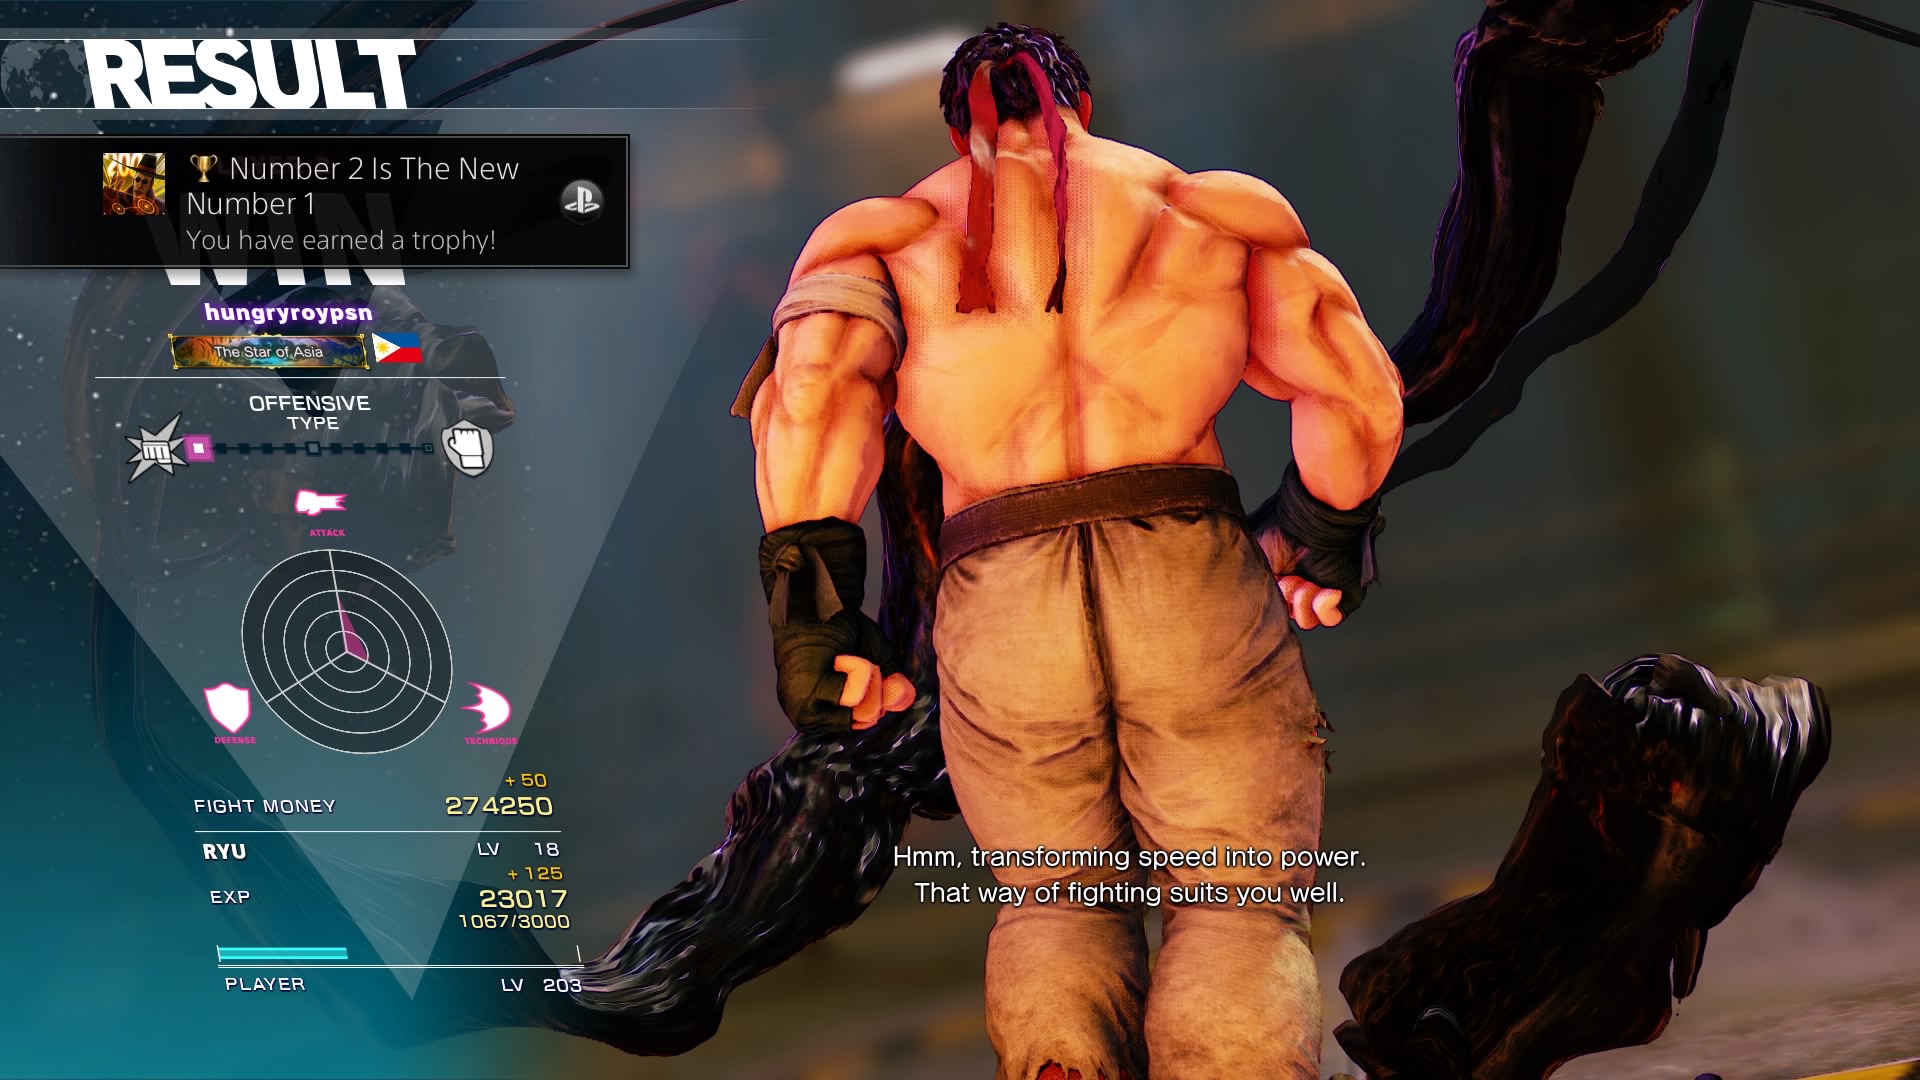 RESULT
Number 2 Is The New
Number 1
You have earned a trophy!
WIN
hungryroypsn
The Star of Asia
OFFENSIVE
TYPE
ATTACK
DEFENSE
TECHNIQUE
+ 50
FIGHT MONEY 274250
RYU LV 18
+ 125
EXP 23017
1067/3000
PLAYER LV 203
Hmm, transforming speed into power.
That way of fighting suits you well.